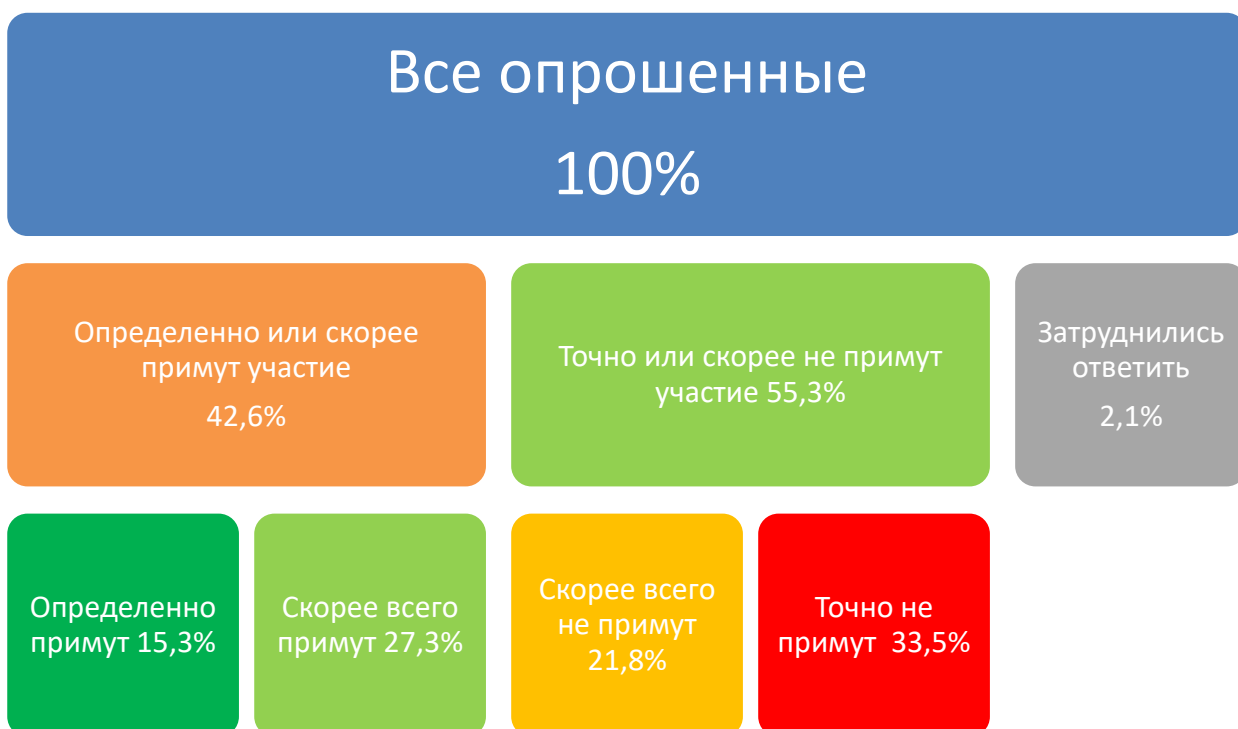 Все опрошенные
100%
Определенно или скорее
примут участие
42,6%
Точно или скорее не примут
участие 55,3%
Затруднились
ответить
2,1%
Определенно
примут 15,3%
Скорее всего
примут 27,3%
Скорее всего
не примут
21,8%
Точно не
примут  33,5%